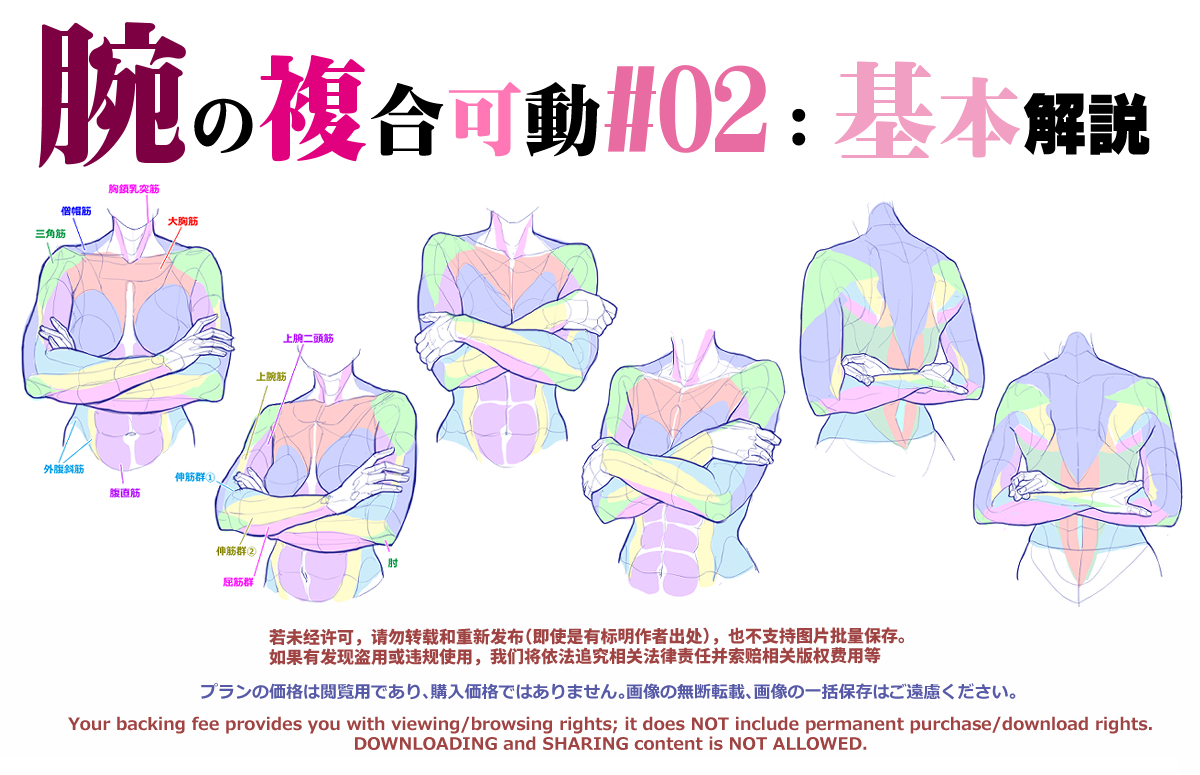 腕の複合可動#02：基本解説
胸鎖乳突筋
僧帽筋
大胸筋
三角筋
上腕二頭筋
上腕筋
外腹斜筋
伸筋群①
腹直筋
伸筋群②
肘
屈筋群
若未经许可，请勿转载和重新发布（即使是有标明作者出处），也不支持图片批量保存。
如果有发现盗用或违规使用，我们将依法追究相关法律责任并索赔相关版权费用等
プランの価格は閲覧用であり、購入価格ではありません。画像の無断転載、画像の一括保存はご遠慮ください。
Your backing fee provides you with viewing/browsing rights; it does NOT include permanent purchase/download rights.
DOWNLOADING and SHARING content is NOT ALLOWED.